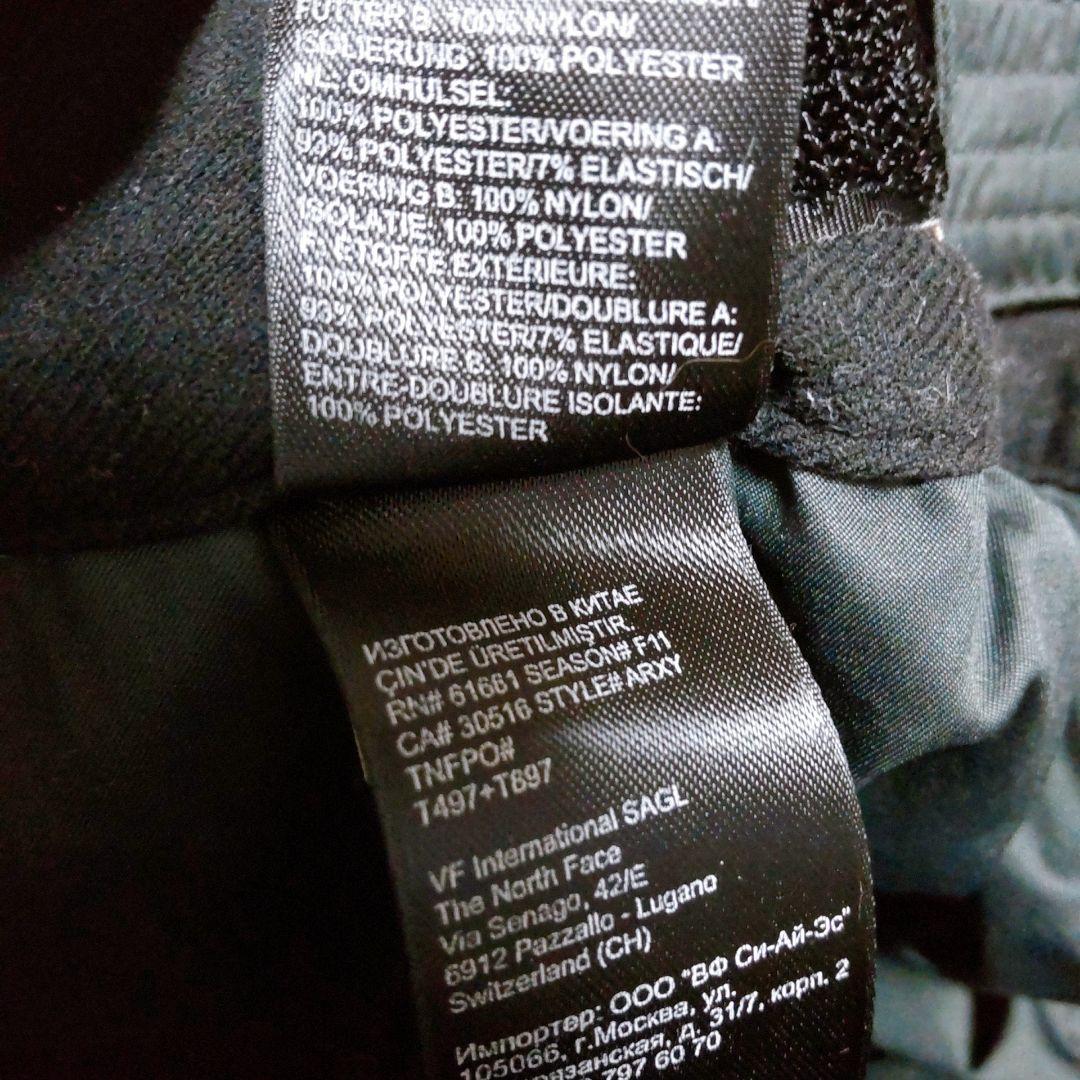 FUTTER B. 100% NYLON/
ISOLIERUNG: 100% POLYESTER
NL: OMHULSEL:
100% POLYESTER/VOERING A:
93% POLYESTER/7% ELASTISCH/
VOERING B: 100% NYLON/
ISOLATIE: 100% POLYESTER
F: ÉTOFFE EXTÉRIEURE:
100% POLYESTER/DOUBLURE A:
93% POLYESTER/7% ELASTIQUE/
DOUBLURE B: 100% NYLON/
ENTRE-DOUBLURE ISOLANTE:
100% POLYESTER
ИЗГОТОВЛЕНО В КИТАЕ
ÇIN'DE ÜRETILMIŞTIR.
RN# 61661 SEASON# F11
CA# 30516 STYLE# ARXY
TNFPO#
T497+T897
VF International SAGL
The North Face
Via Senago, 42/E
6912 Pazzallo - Lugano
Switzerland (CH)
Импортер: ООО "ВФ Си-Ай-Эс"
105066, г.Москва, ул.
д. 31/7, корп. 2
797 60 70